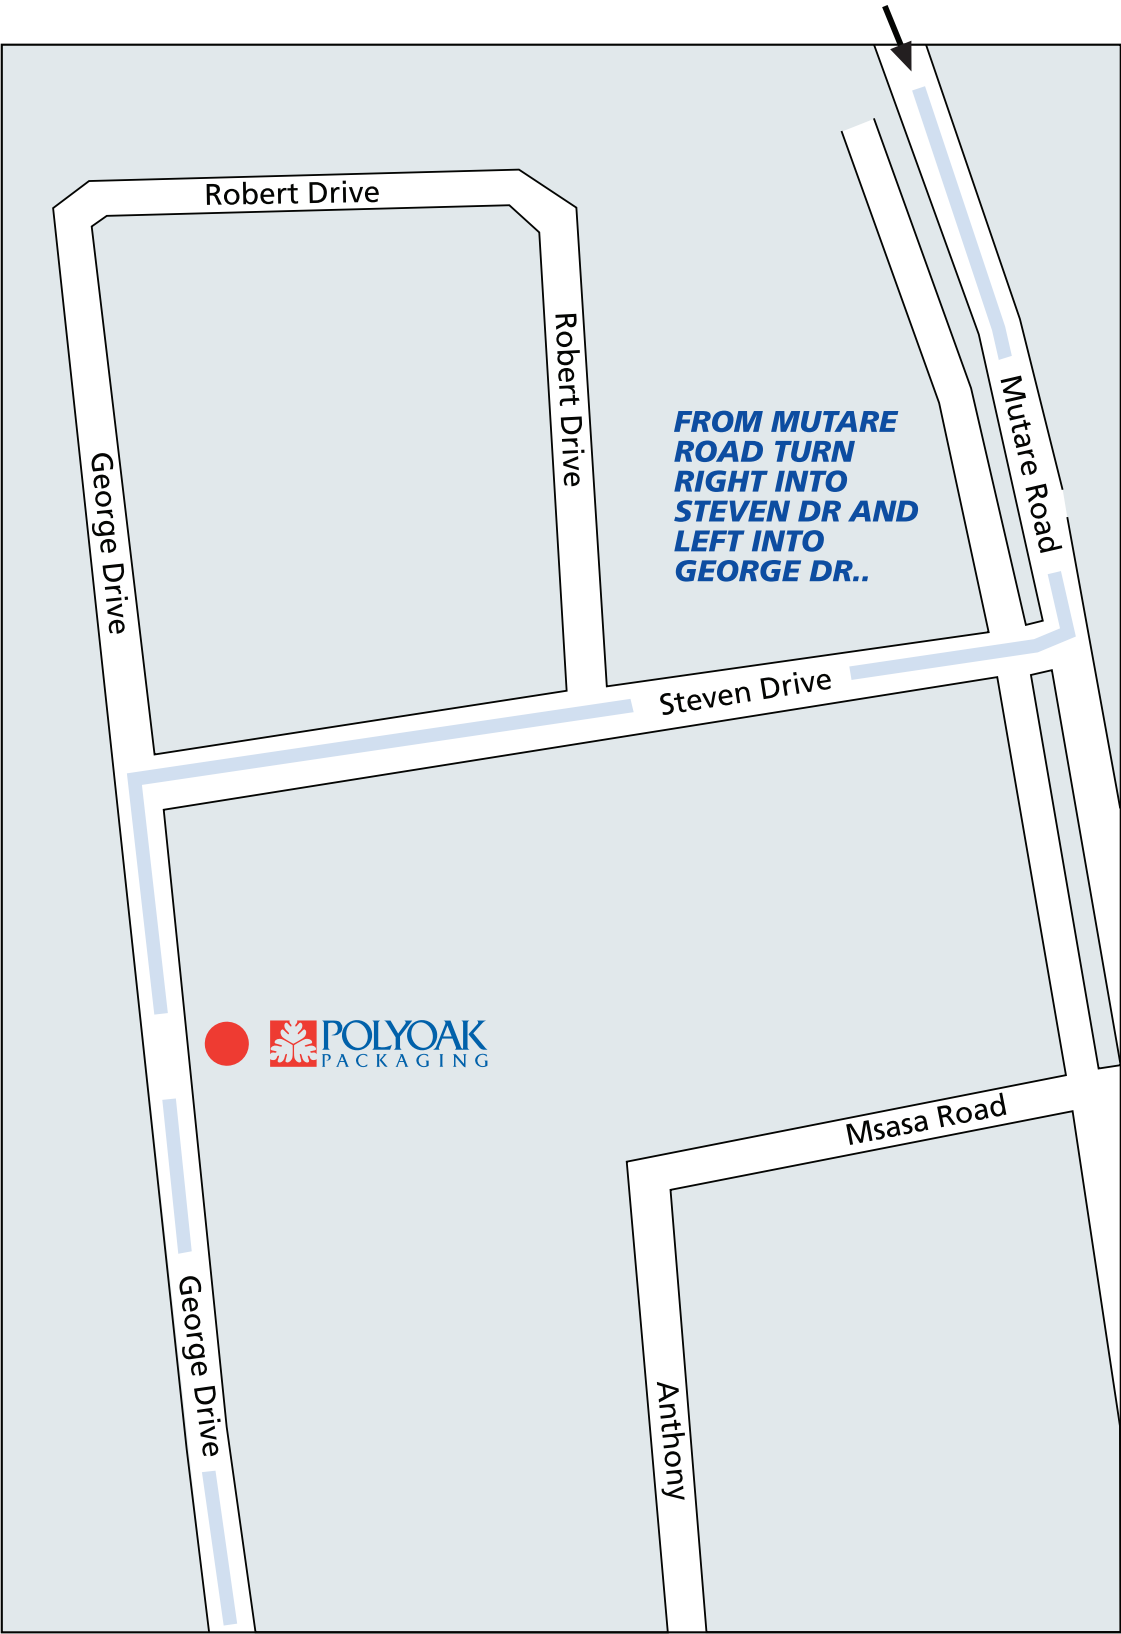 Robert Drive
Robert Drive
George Drive
Mutare Road
FROM MUTARE
ROAD TURN
RIGHT INTO
STEVEN DR AND
LEFT INTO
GEORGE DR..
Steven Drive
POLYOAK
PACKAGING
Msasa Road
George Drive
Anthony